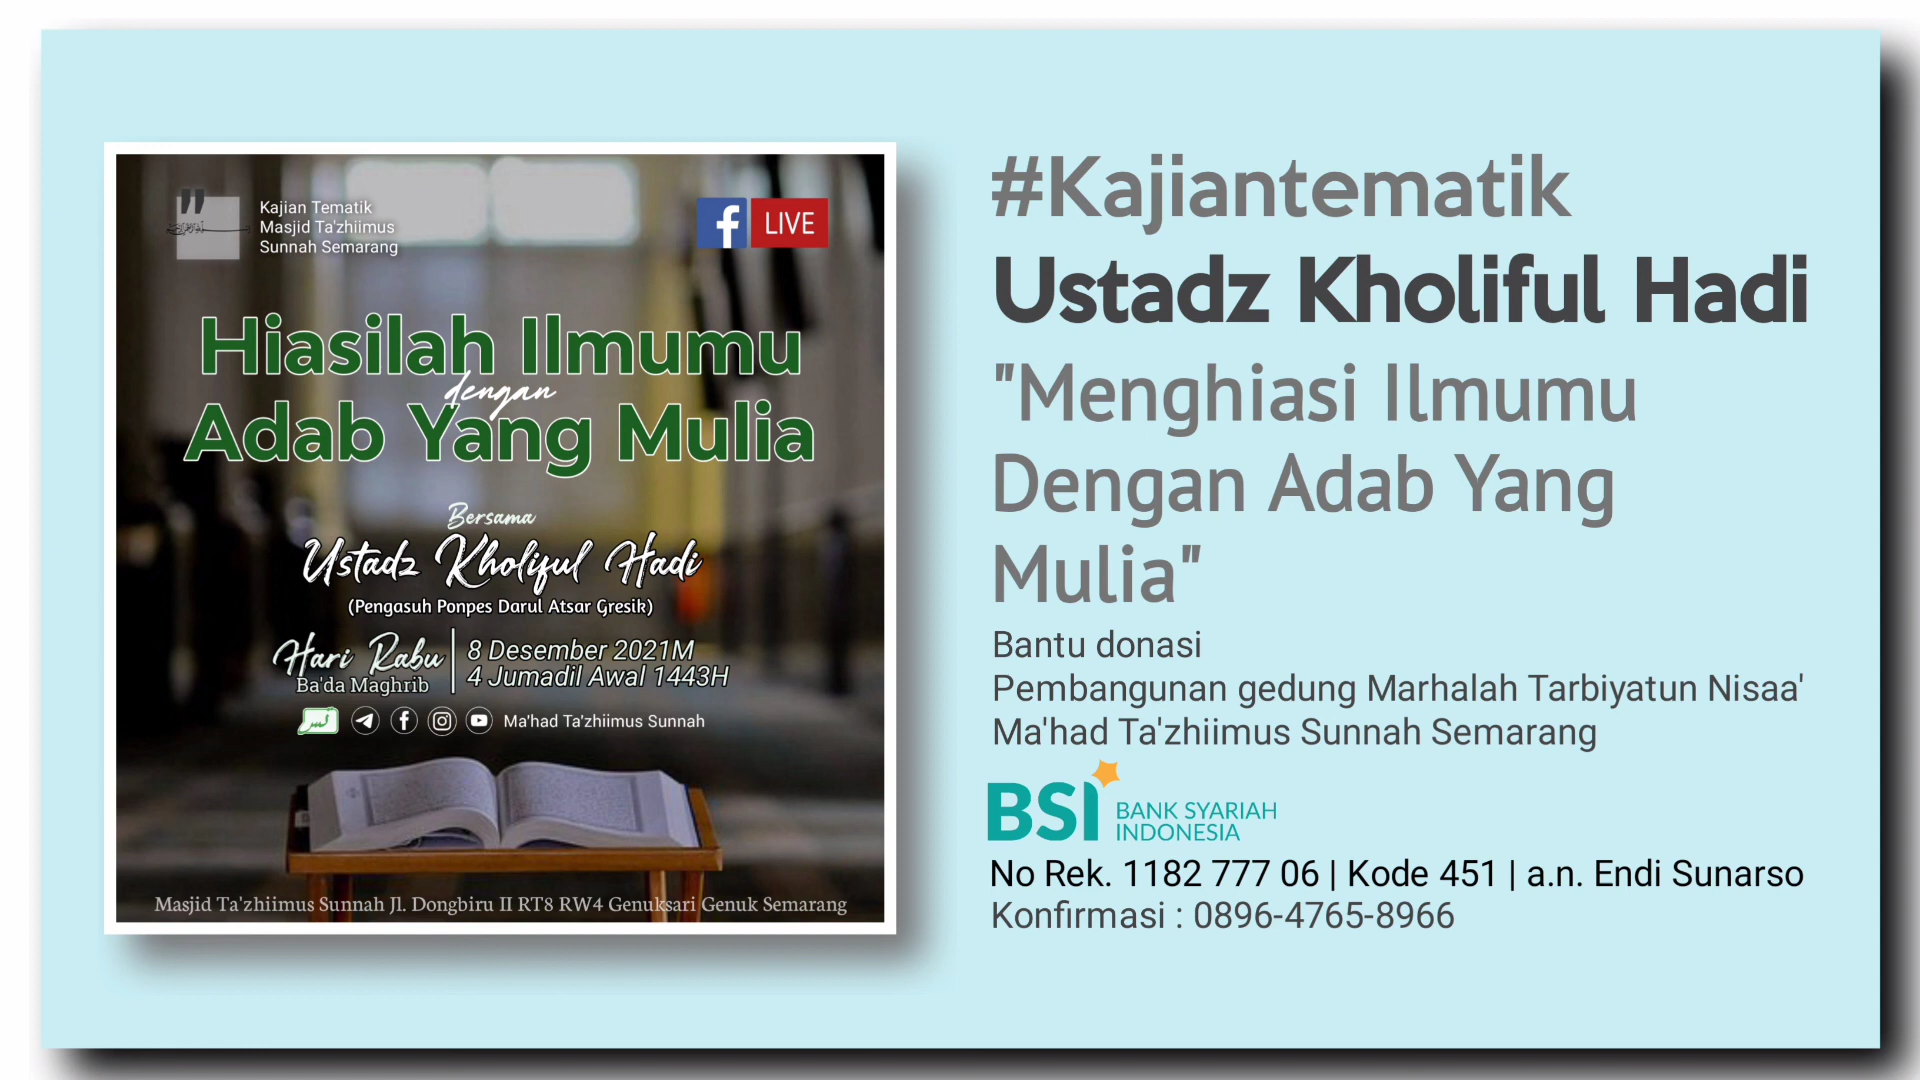 Kajian Tematik
Masjid Ta'zhiimus
Sunnah Semarang
f LIVE
Hiasilah Ilmumu
dengan
Adab Yang Mulia
Bersama
Ustadz Kholiful Hadi
(Pengasuh Ponpes Darul Atsar Gresik)
Hari Rabu
Ba'da Maghrib
8 Desember 2021M
4 Jumadil Awal 1443H
Ma'had Ta'zhiimus Sunnah
Masjid Ta'zhiimus Sunnah Jl. Dongbiru II RT8 RW4 Genuksari Genuk Semarang
#Kajiantematik
Ustadz Kholiful Hadi
"Menghiasi Ilmumu
Dengan Adab Yang
Mulia"
Bantu donasi
Pembangunan gedung Marhalah Tarbiyatun Nisaa'
Ma'had Ta'zhiimus Sunnah Semarang
BSI BANK SYARIAH
INDONESIA
No Rek. 1182 777 06 | Kode 451 | a.n. Endi Sunarso
Konfirmasi : 0896-4765-8966